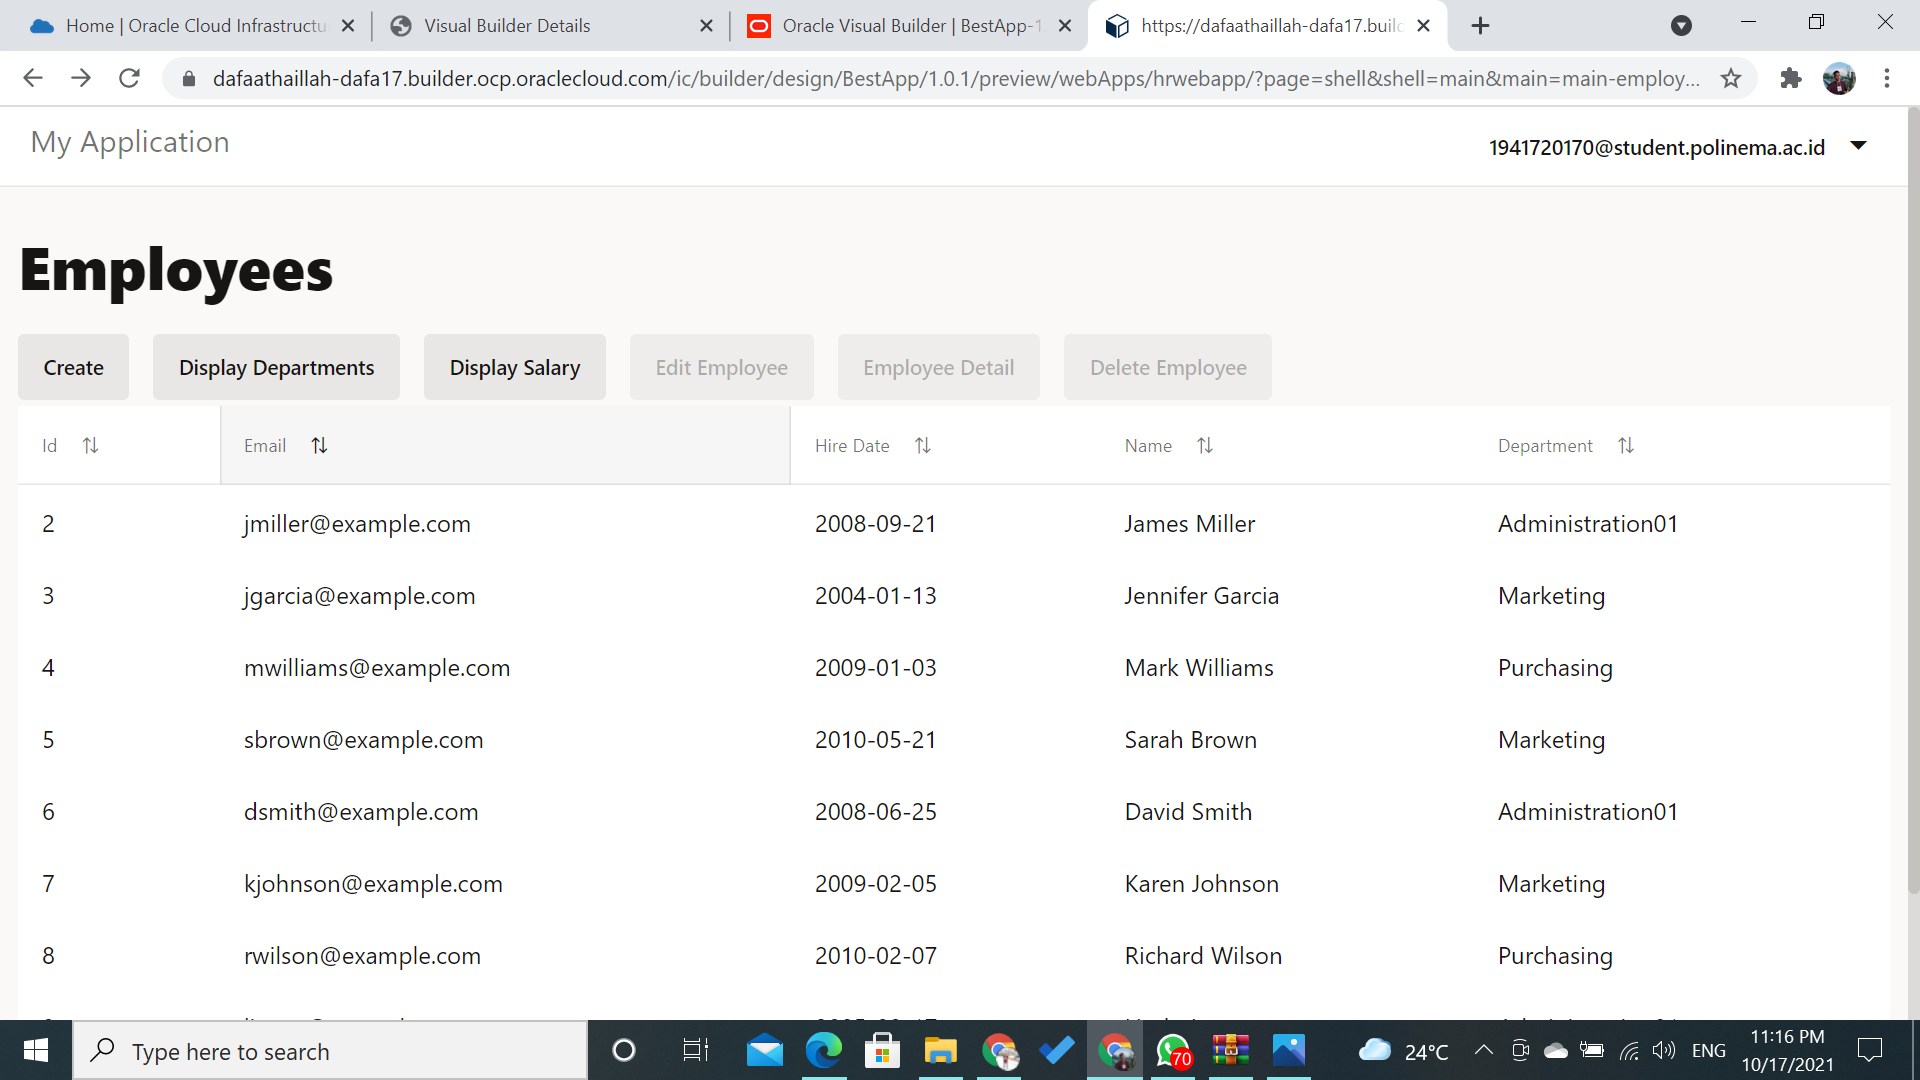 Home | Oracle Cloud Infrastructu
Visual Builder Details
Oracle Visual Builder | BestApp-1.
https://dafaathaillah-dafa17.builc
dafaathaillah-dafa17.builder.ocp.oraclecloud.com/ic/builder/design/BestApp/1.0.1/preview/webApps/hrwebapp/?page=shell&shell=main&main=main-employ...
My Application
1941720170@student.polinema.ac.id
Employees
Create Display Departments Display Salary Edit Employee Employee Detail Delete Employee
Id Email Hire Date Name Department
2 jmiller@example.com 2008-09-21 James Miller Administration01
3 jgarcia@example.com 2004-01-13 Jennifer Garcia Marketing
4 mwilliams@example.com 2009-01-03 Mark Williams Purchasing
5 sbrown@example.com 2010-05-21 Sarah Brown Marketing
6 dsmith@example.com 2008-06-25 David Smith Administration01
7 kjohnson@example.com 2009-02-05 Karen Johnson Marketing
8 rwilson@example.com 2010-02-07 Richard Wilson Purchasing
Type here to search
70
24°C
ENG
11:16 PM
10/17/2021